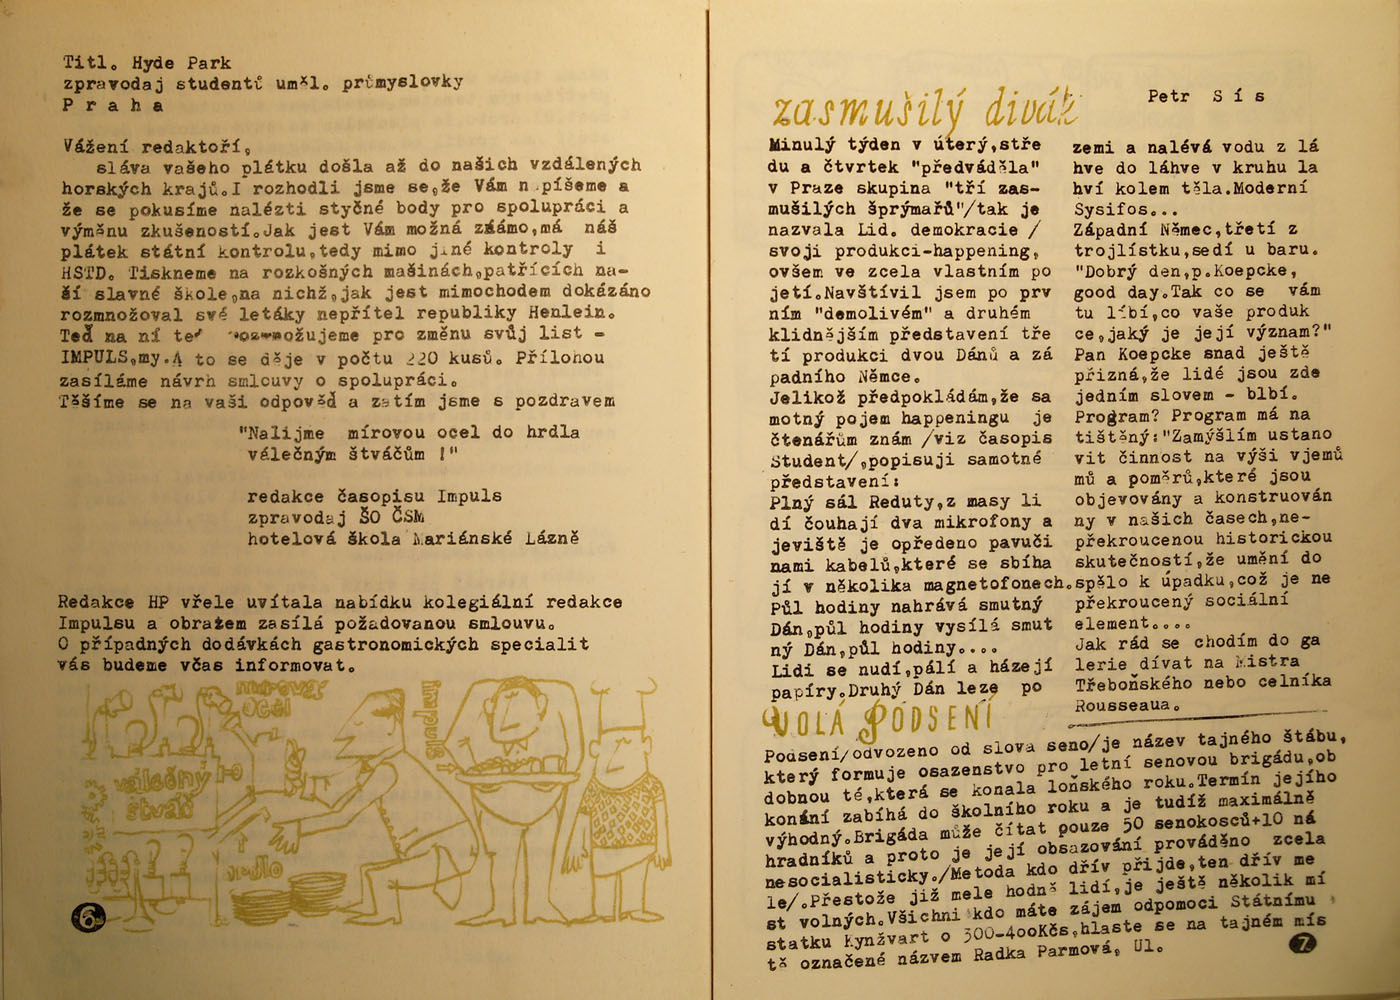 Titl. Hyde Park
zpravodaj studentů uměl. průmyslovky
P r a h a
Vážení redaktoří,
sláva vašeho plátku došla až do našich vzdálených
horských krajů.I rozhodli jsme se,že Vám n píšeme a
že se pokusíme nalézti styčné body pro spolupráci a
výměnu zkušeností.Jak jest Vám možná známo,má náš
plátek státní kontrolu,tedy mimo jiné kontroly i
HSTD. Tiskneme na rozkošných mašinách,patřících na-
ší slavné škole,na nichž,jak jest mimochodem dokázáno
rozmnožoval své letáky nepřítel republiky Henlein.
Teď na ní te rozmnožujeme pro změnu svůj list -
IMPULS,my.A to se děje v počtu 220 kusů. Přílohou
zasíláme návrh smlouvy o spolupráci.
Těšíme se na vaši odpověď a zatím jsme s pozdravem
"Nalijme mírovou ocel do hrdla
válečným štváčům !"
redakce časopisu Impuls
zpravodaj ŠO ČSM
hotelová škola Mariánské Lázně
Redakce HP vřele uvítala nabídku kolegiální redakce
Impulsu a obratem zasílá požadovanou smlouvu.
O případných dodávkách gastronomických specialit
vás budeme včas informovat.
mírová
ocel
impuls
válečný
štváč
jídlo
6
zasmušilý divák
Petr Sís
Minulý týden v úterý,stře
du a čtvrtek "předváděla"
v Praze skupina "tří zas-
mušilých šprýmařů"/tak je
nazvala Lid. demokracie /
svoji produkci-happening,
ovšem ve zcela vlastním po
jetí.Navštívil jsem po prv
ním "demolivém" a druhém
klidnějším představení tře
tí produkci dvou Dánů a zá
padního Němce.
Jelikož předpokládám,že sa
motný pojem happeningu je
čtenářům znám /viz časopis
Student/,popisuji samotné
představení:
Plný sál Reduty,z masy li
dí čouhají dva mikrofony a
jeviště je opředeno pavuči
nami kabelů,které se sbíha
jí v několika magnetofonech.
Půl hodiny nahrává smutný
Dán,půl hodiny vysílá smut
ný Dán,půl hodiny....
Lidi se nudí,pálí a házejí
papíry.Druhý Dán leze po
zemi a nalévá vodu z lá
hve do láhve v kruhu la
hví kolem těla.Moderní
Sysifos...
Západní Němec,třetí z
trojlístku,sedí u baru.
"Dobrý den,p.Koepcke,
good day.Tak co se vám
tu líbí,co vaše produk
ce,jaký je její význam?"
Pan Koepcke snad ještě
přizná,že lidé jsou zde
jedním slovem - blbí.
Program? Program má na
tištěný:"Zamýšlím ustano
vit činnost na výši vjemů
mů a poměrů,které jsou
objevovány a konstruován
ny v našich časech,ne-
překroucenou historickou
skutečností,že umění do
spělo k úpadku,což je ne
překroucený sociální
element....
Jak rád se chodím do ga
lerie dívat na Mistra
Třeboňského nebo celníka
Rousseaua.
VOLÁ PODSENÍ
Podsení/odvozeno od slova seno/je název tajného štábu,
který formuje osazenstvo pro letní senovou brigádu,ob
dobnou té,která se konala loňského roku.Termín jejího
konání zabíhá do školního roku a je tudíž maximálně
výhodný.Brigáda může čítat pouze 50 senokosců+10 ná
hradníků a proto je její obsazování prováděno zcela
nesocialisticky./Metoda kdo dřív přijde,ten dřív me
le/.Přestože již mele hodně lidí,je ještě několik mí
st volných.Všichni kdo máte zájem odpomoci Státnímu
statku Kynžvart o 300-400Kčs,hlaste se na tajném mís
tě označené názvem Radka Parmová, Ul.
7